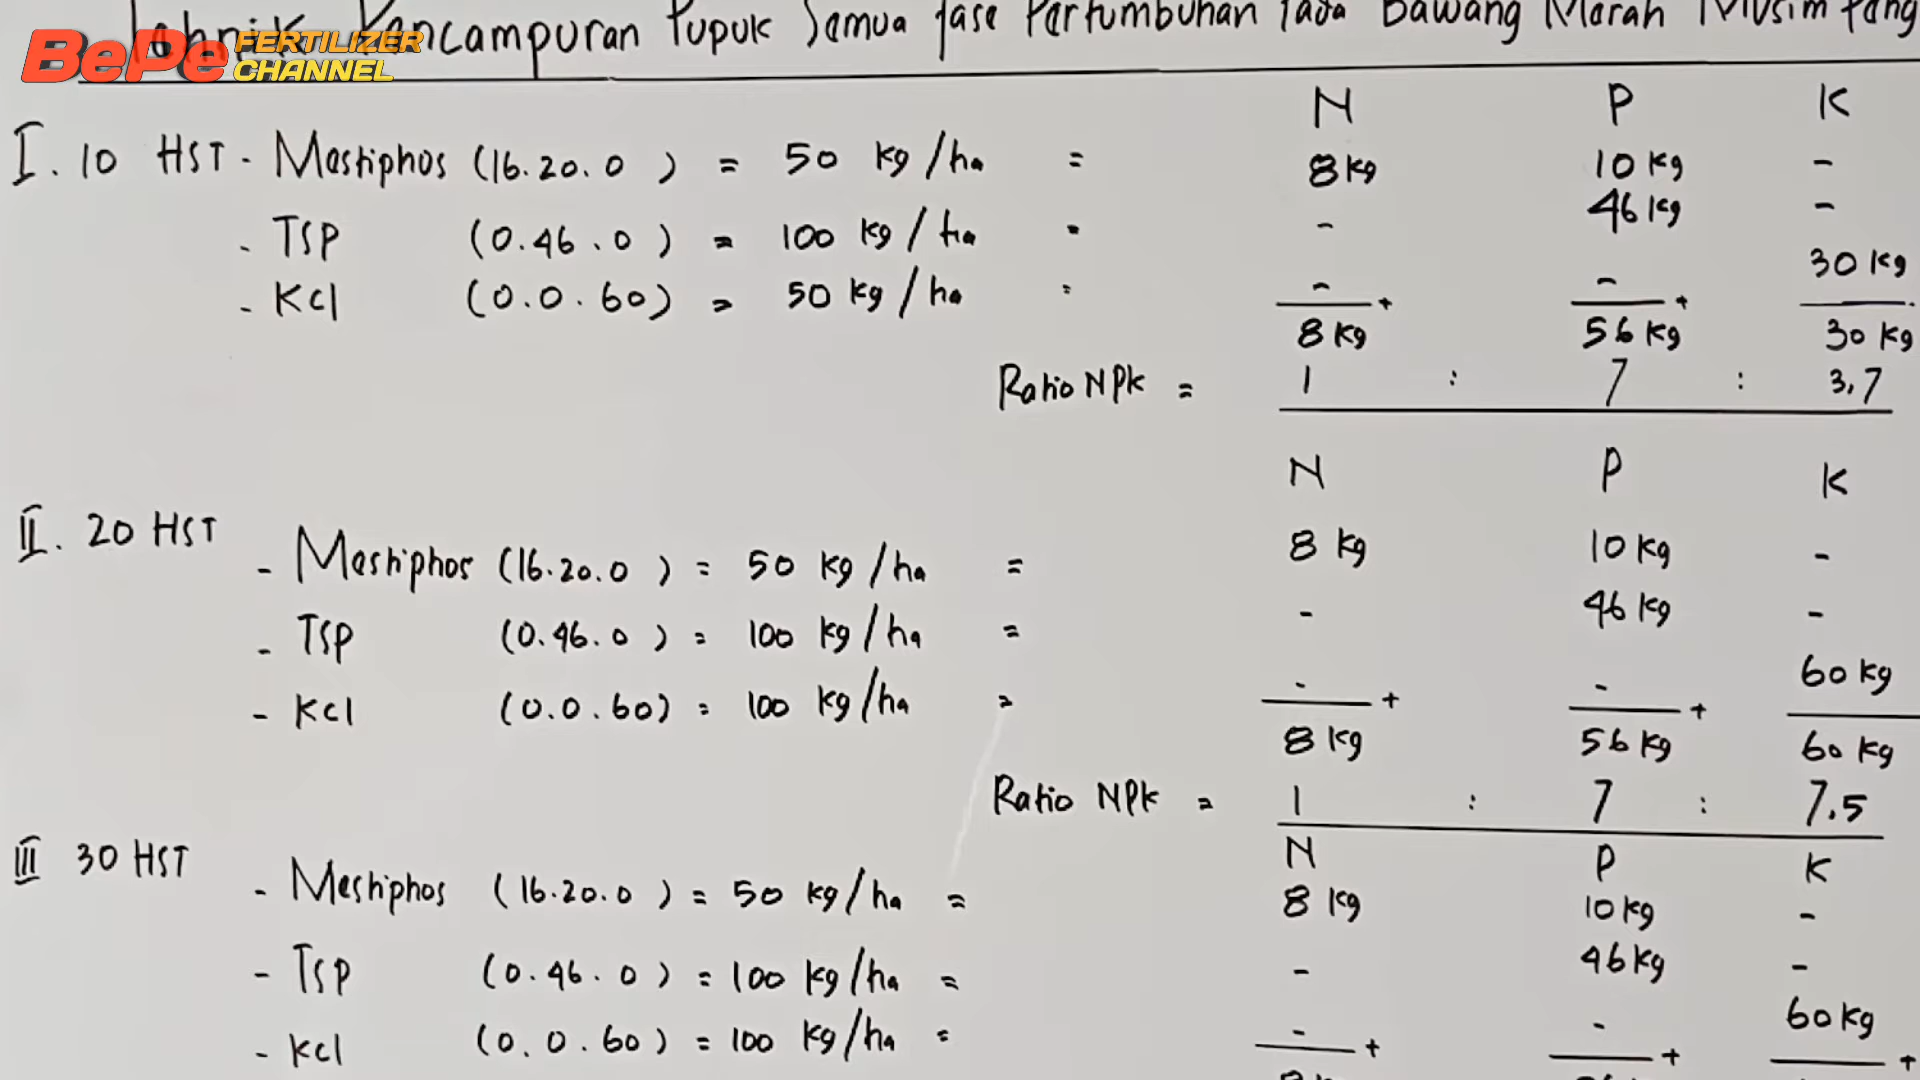 Tehnik Pencampuran Pupuk Semua fase Pertumbuhan Pada Bawang Merah Musim
BePe FERTILIZER CHANNEL
N P K
I. 10 HST - Mestiphos (16.20.0 ) = 50 kg/ha = 8 kg 10 kg -
- TSP (0.46.0 ) = 100 kg/ha = - 46 kg -
- KCl (0.0.60) = 50 kg/ha = - - 30 kg
8 kg + 56 kg + 30 kg
Ratio NPK = 1 : 7 : 3,7
N P K
II. 20 HST
- Mestiphos (16.20.0 ) = 50 kg/ha = 8 kg 10 kg -
- TSP (0.46.0 ) = 100 kg/ha = - 46 kg -
- KCl (0.0.60) = 100 kg/ha = - - 60 kg
8 kg + 56 kg + 60 kg
Ratio NPK = 1 : 7 : 7.5
N P K
III 30 HST
- Mestiphos (16.20.0 ) = 50 kg/ha = 8 kg 10 kg -
- TSP (0.46.0 ) = 100 kg/ha = - 46 kg -
- KCl (0.0.60) = 100 kg/ha = - + - + 60 kg +